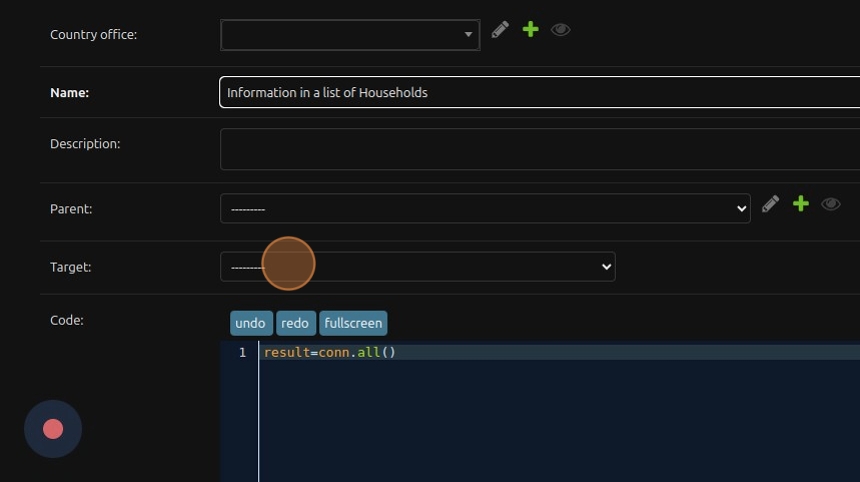 Country office:
Name: Information in a list of Households
Description:
Parent: ---------
Target: ---------
Code: undo redo fullscreen
1 result=conn.all()